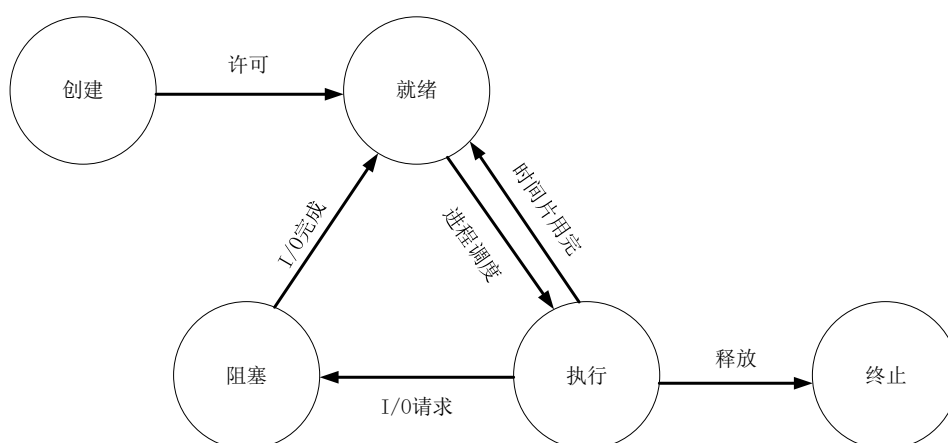 许可
创建
就绪
时间片用完
I/O完成
进程调度
阻塞
执行
终止
释放
I/O请求